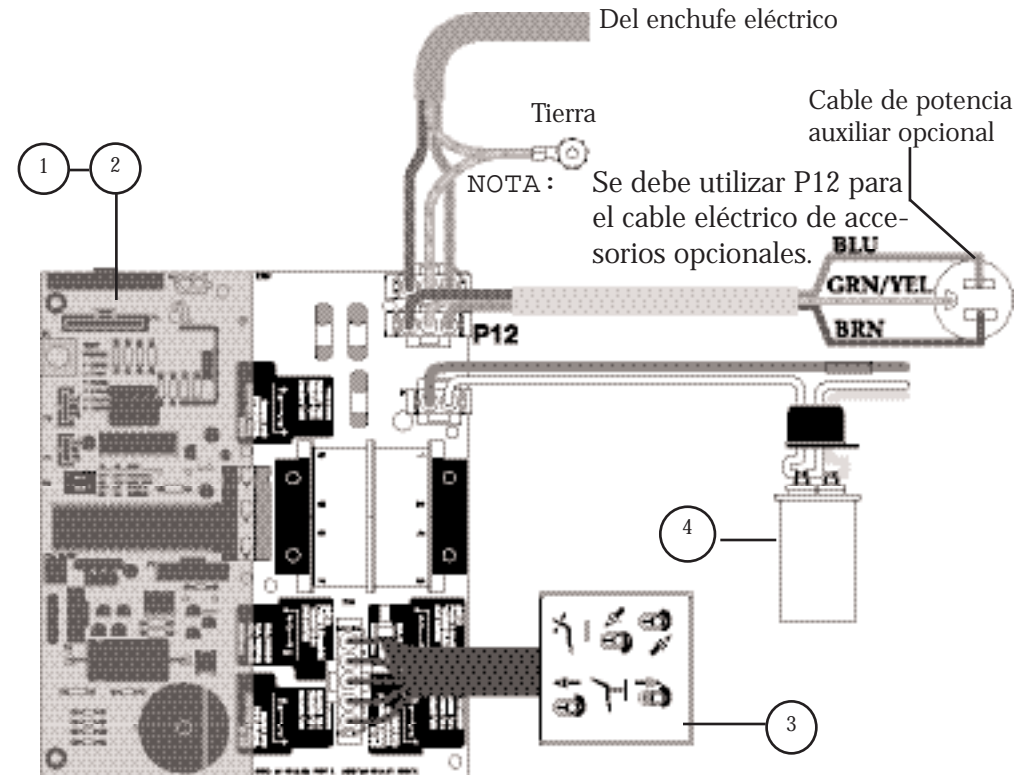 Del enchufe eléctrico
Tierra
Cable de potencia
auxiliar opcional
1
2
NOTA: Se debe utilizar P12 para
el cable eléctrico de acce-
sorios opcionales.
BLU
GRN/YEL
BRN
P12
4
3